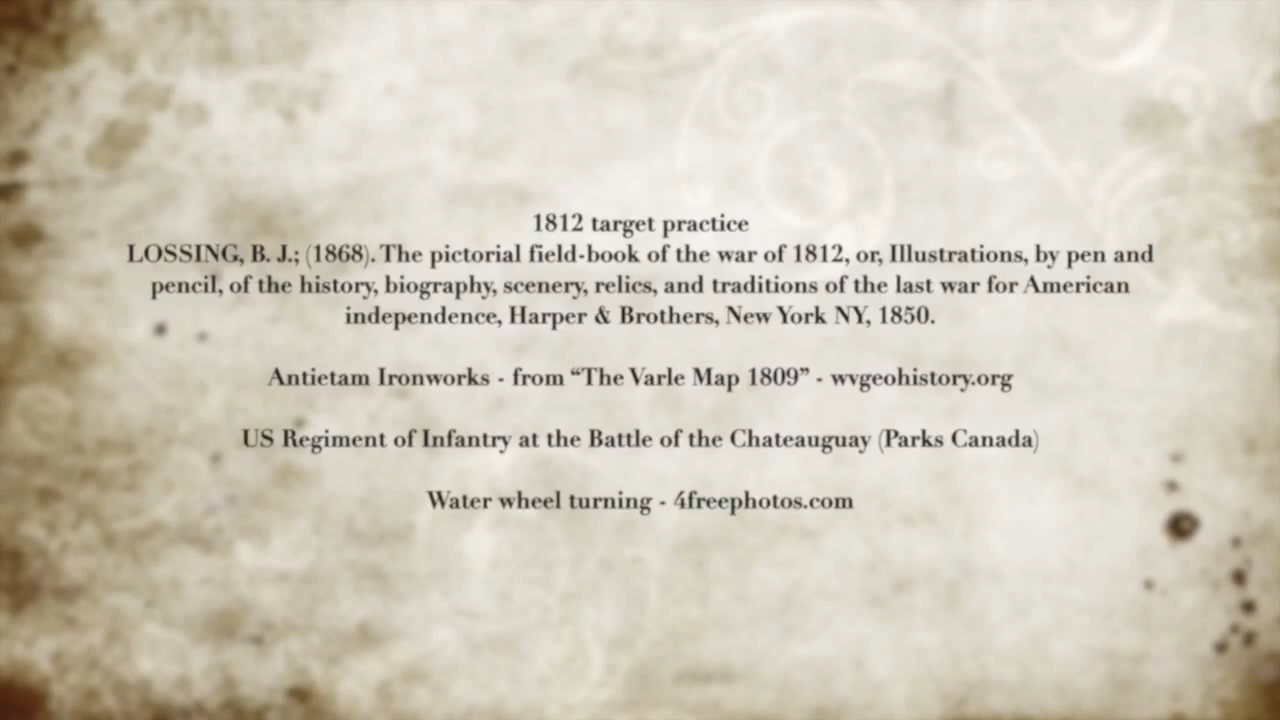 1812 target practice
LOSSING, B. J.; (1868). The pictorial field-book of the war of 1812, or, Illustrations, by pen and
pencil, of the history, biography, scenery, relics, and traditions of the last war for American
independence, Harper & Brothers, New York NY, 1850.
Antietam Ironworks - from “The Varle Map 1809” - wvgeohistory.org
US Regiment of Infantry at the Battle of the Chateauguay (Parks Canada)
Water wheel turning - 4freephotos.com